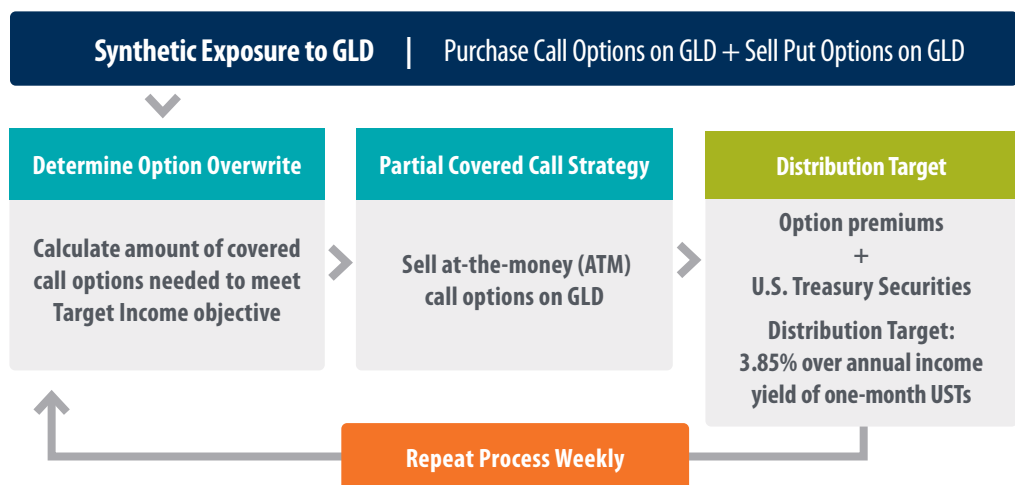 Synthetic Exposure to GLD | Purchase Call Options on GLD + Sell Put Options on GLD
Determine Option Overwrite
Calculate amount of covered
call options needed to meet
Target Income objective
Partial Covered Call Strategy
Sell at-the-money (ATM)
call options on GLD
Distribution Target
Option premiums
+
U.S. Treasury Securities
Distribution Target:
3.85% over annual income
yield of one-month USTs
Repeat Process Weekly